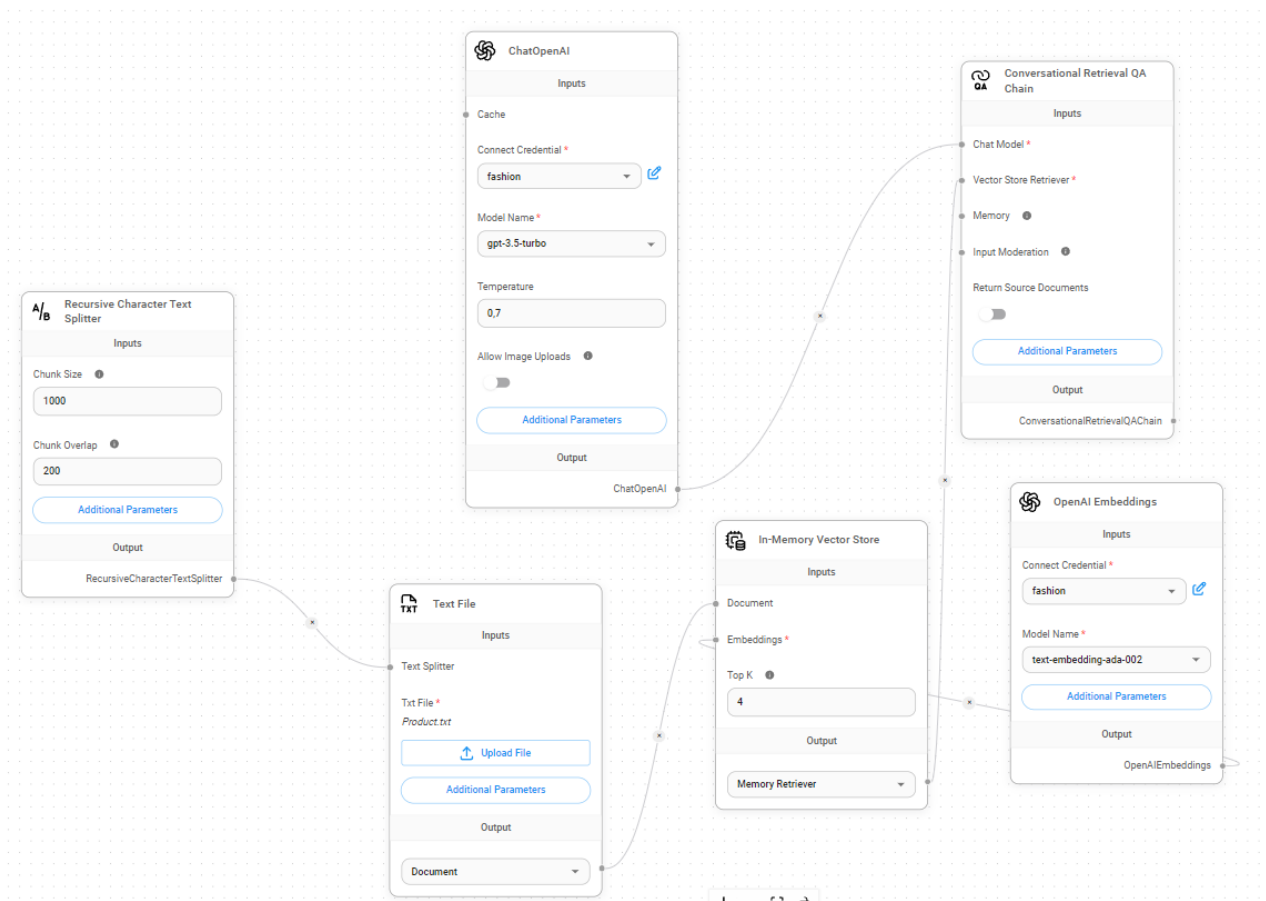 ChatOpenAI
Inputs
Cache
Connect Credential *
fashion
Model Name *
gpt-3.5-turbo
Temperature
0,7
Allow Image Uploads
Additional Parameters
Output
ChatOpenAI
QA
Conversational Retrieval QA
Chain
Inputs
Chat Model *
Vector Store Retriever *
Memory
Input Moderation
Return Source Documents
Additional Parameters
Output
ConversationalRetrievalQAChain
A/B
Recursive Character Text
Splitter
Inputs
Chunk Size
1000
Chunk Overlap
200
Additional Parameters
Output
RecursiveCharacterTextSplitter
TXT
Text File
Inputs
Text Splitter
Txt File *
Product.txt
Upload File
Additional Parameters
Output
Document
In-Memory Vector Store
Inputs
Document
Embeddings *
Top K
4
Output
Memory Retriever
OpenAI Embeddings
Inputs
Connect Credential *
fashion
Model Name *
text-embedding-ada-002
Additional Parameters
Output
OpenAIEmbeddings